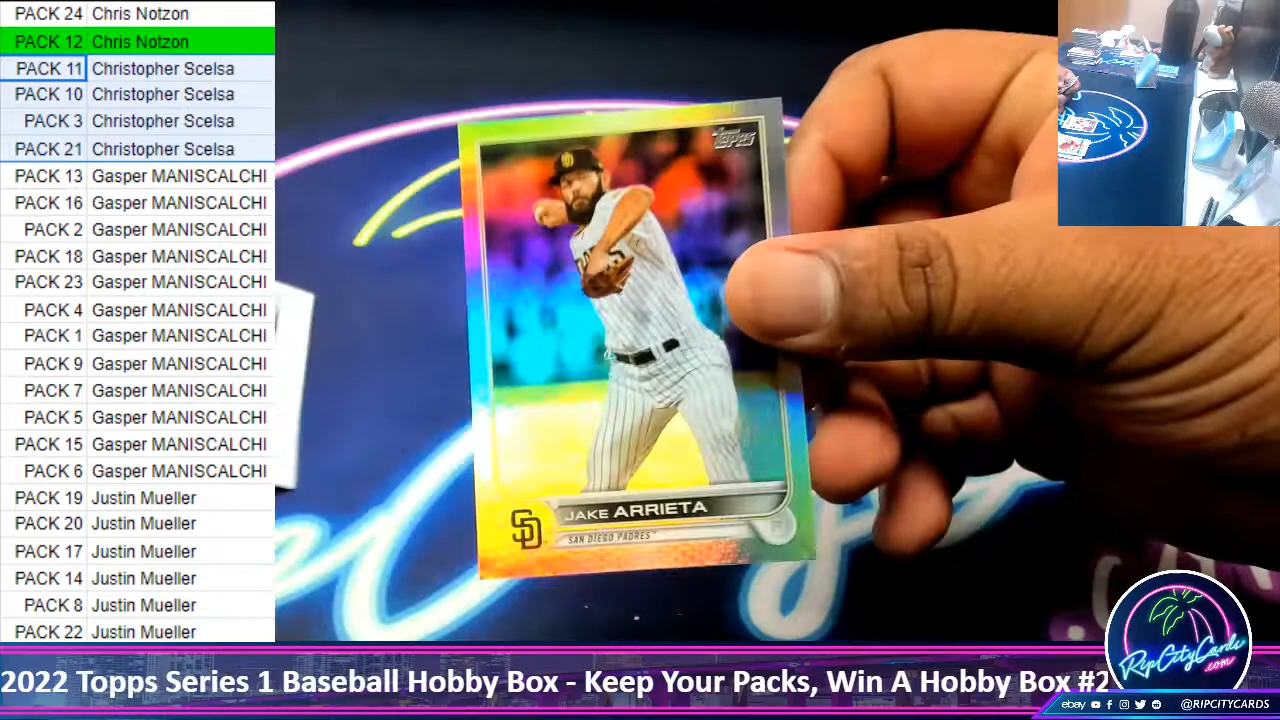 PACK 24 Chris Notzon
PACK 12 Chris Notzon
PACK 11 Christopher Scelsa
PACK 10 Christopher Scelsa
PACK 3 Christopher Scelsa
PACK 21 Christopher Scelsa
PACK 13 Gasper MANISCALCHI
PACK 16 Gasper MANISCALCHI
PACK 2 Gasper MANISCALCHI
PACK 18 Gasper MANISCALCHI
PACK 23 Gasper MANISCALCHI
PACK 4 Gasper MANISCALCHI
PACK 1 Gasper MANISCALCHI
PACK 9 Gasper MANISCALCHI
PACK 7 Gasper MANISCALCHI
PACK 5 Gasper MANISCALCHI
PACK 15 Gasper MANISCALCHI
PACK 6 Gasper MANISCALCHI
PACK 19 Justin Mueller
PACK 20 Justin Mueller
PACK 17 Justin Mueller
PACK 14 Justin Mueller
PACK 8 Justin Mueller
PACK 22 Justin Mueller
Topps
SD
JAKE ARRIETA
SAN DIEGO PADRES™
2022 Topps Series 1 Baseball Hobby Box - Keep Your Packs, Win A Hobby Box #2
RipCityCards
.com
ebay @RIPCITYCARDS